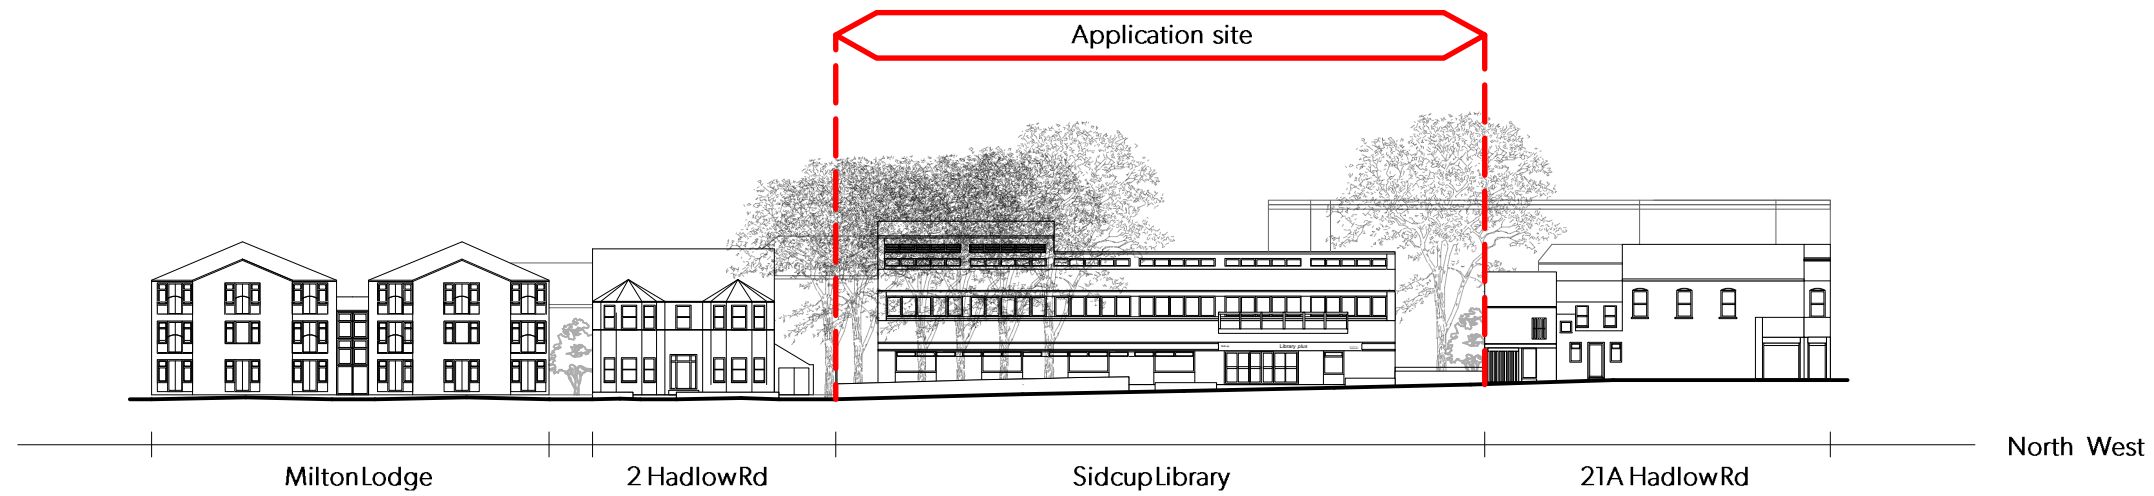 Application site
Library plus
North West
Milton Lodge
2 Hadlow Rd
Sidcup Library
21A Hadlow Rd